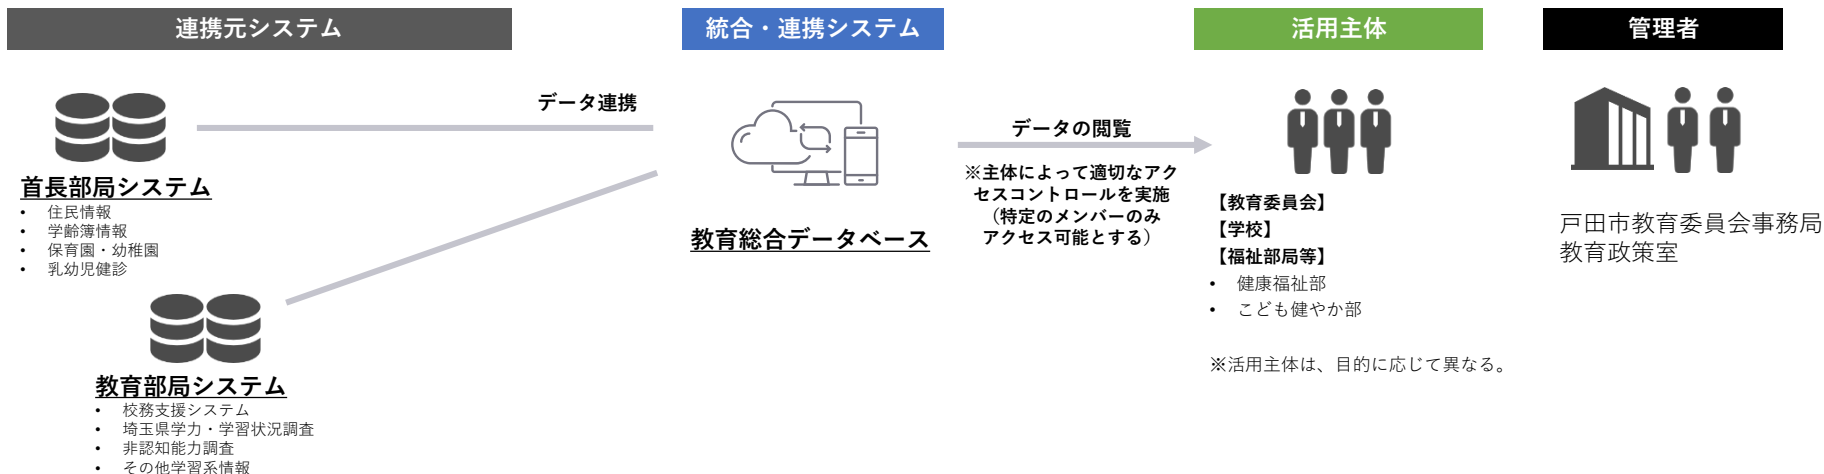 連携元システム
統合・連携システム
活用主体
管理者
データ連携
首長部局システム
• 住民情報
• 学齢簿情報
• 保育園・幼稚園
• 乳幼児健診
教育部局システム
• 校務支援システム
• 埼玉県学力・学習状況調査
• 非認知能力調査
• その他学習系情報
教育総合データベース
データの閲覧
※主体によって適切なアク
セスコントロールを実施
（特定のメンバーのみ
アクセス可能とする）
【教育委員会】
【学校】
【福祉部局等】
• 健康福祉部
• こども健やか部
※活用主体は、目的に応じて異なる。
戸田市教育委員会事務局
教育政策室